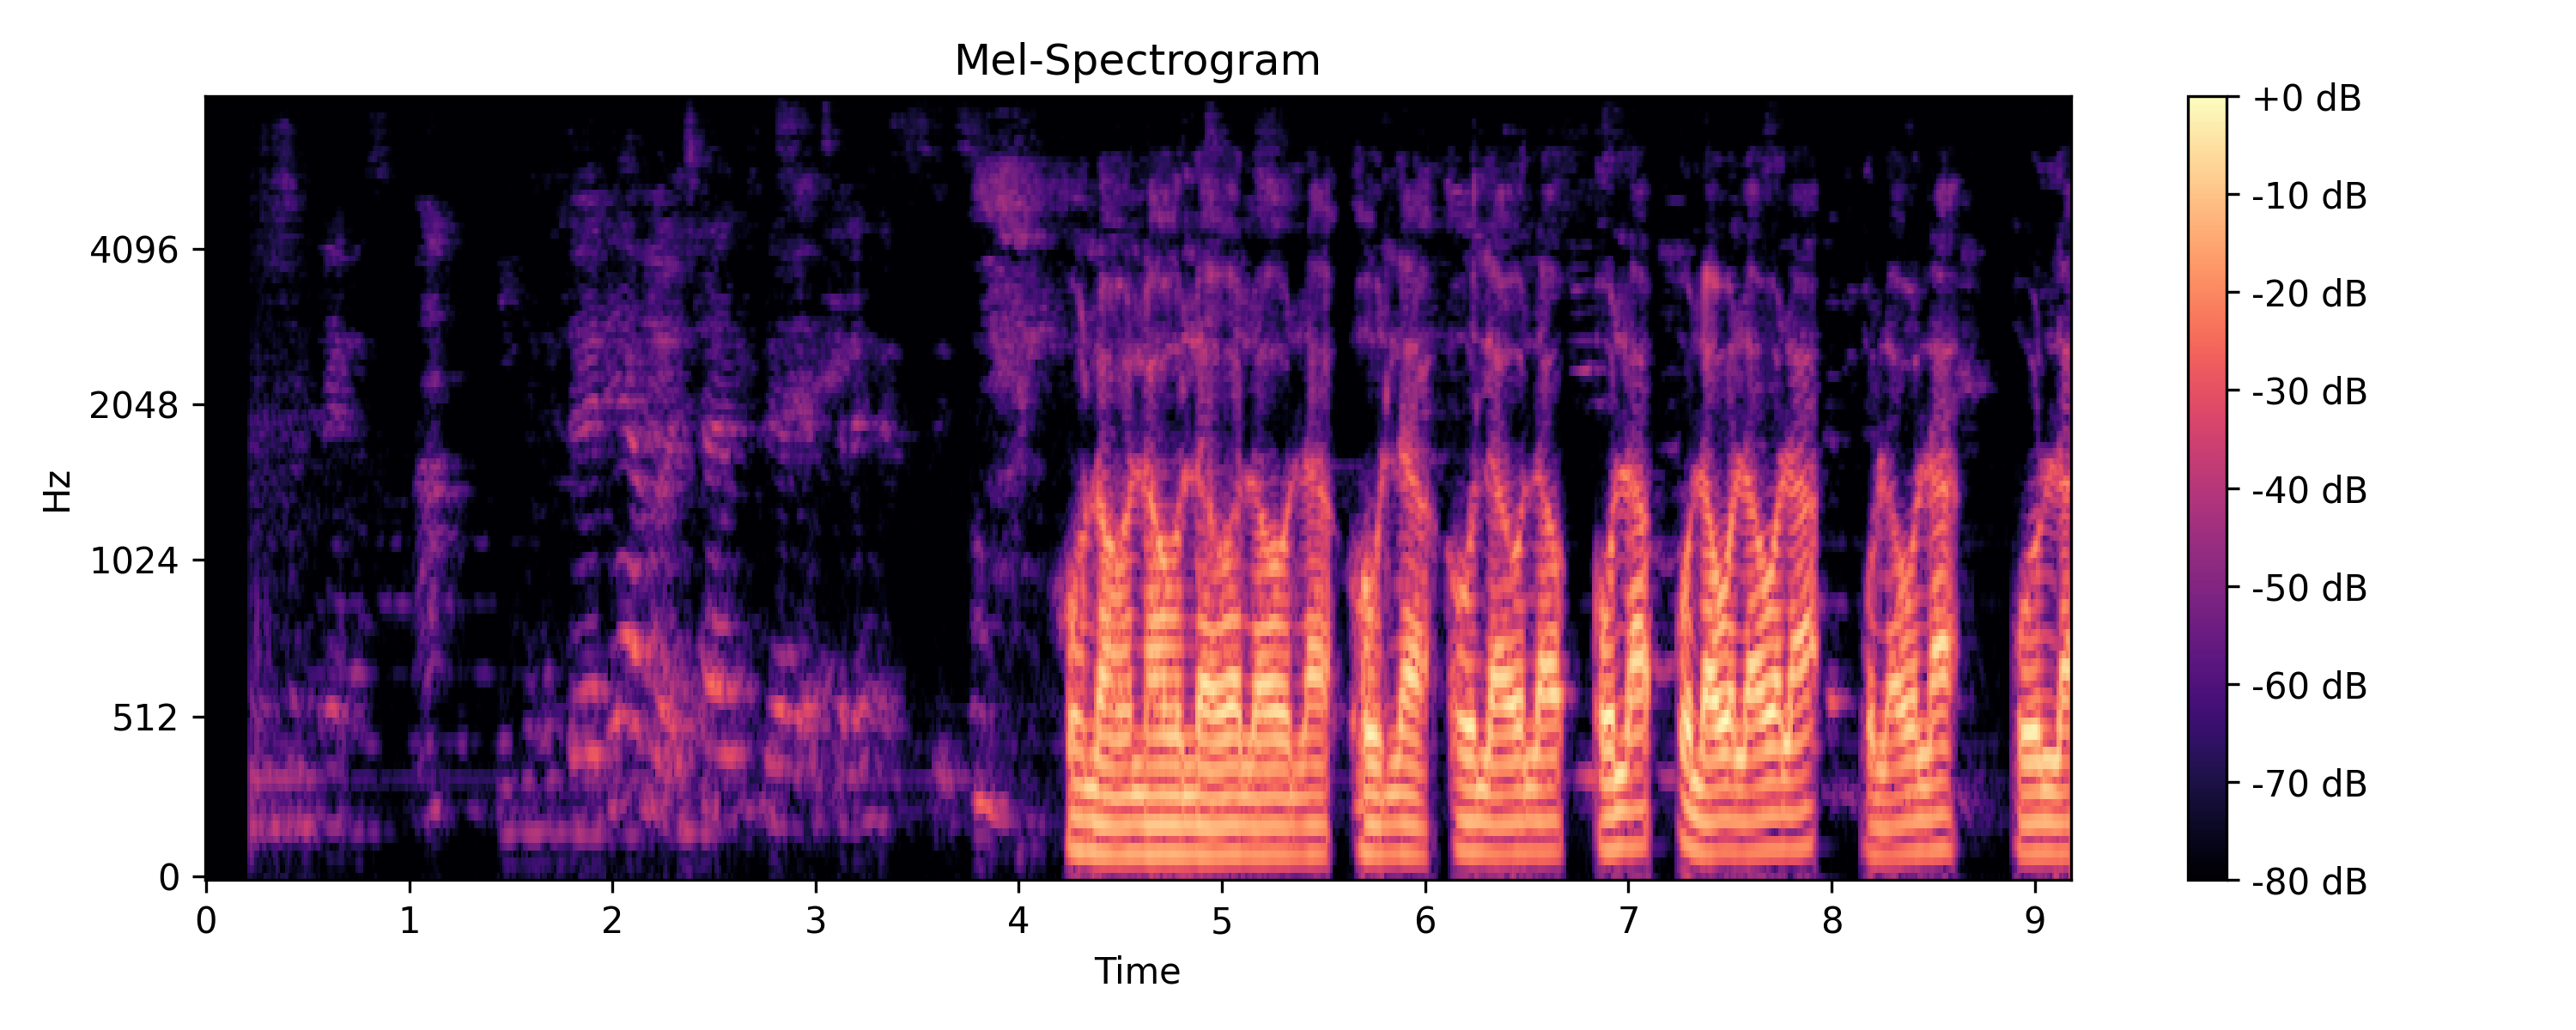 Mel-Spectrogram
Hz
4096
2048
1024
512
0
0 1 2 3 4 5 6 7 8 9
Time
+0 dB
-10 dB
-20 dB
-30 dB
-40 dB
-50 dB
-60 dB
-70 dB
-80 dB